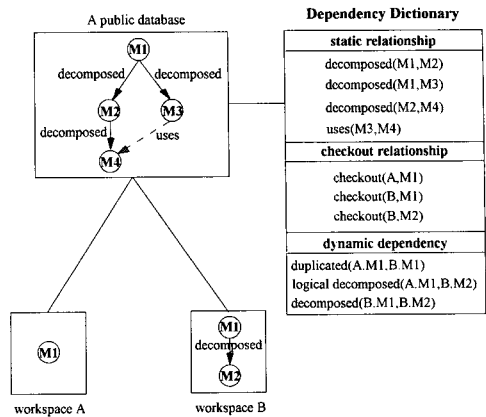 A public database
M1
decomposed decomposed
M2 M3
decomposed uses
M4
Dependency Dictionary
static relationship
decomposed(M1,M2)
decomposed(M1,M3)
decomposed(M2,M4)
uses(M3,M4)
checkout relationship
checkout(A,M1)
checkout(B,M1)
checkout(B.M2)
dynamic dependency
duplicated(A.M1,B.M1)
logical decomposed(A.M1,B.M2)
decomposed(B.M1,B.M2)
M1
workspace A
M1
decomposed
M2
workspace B